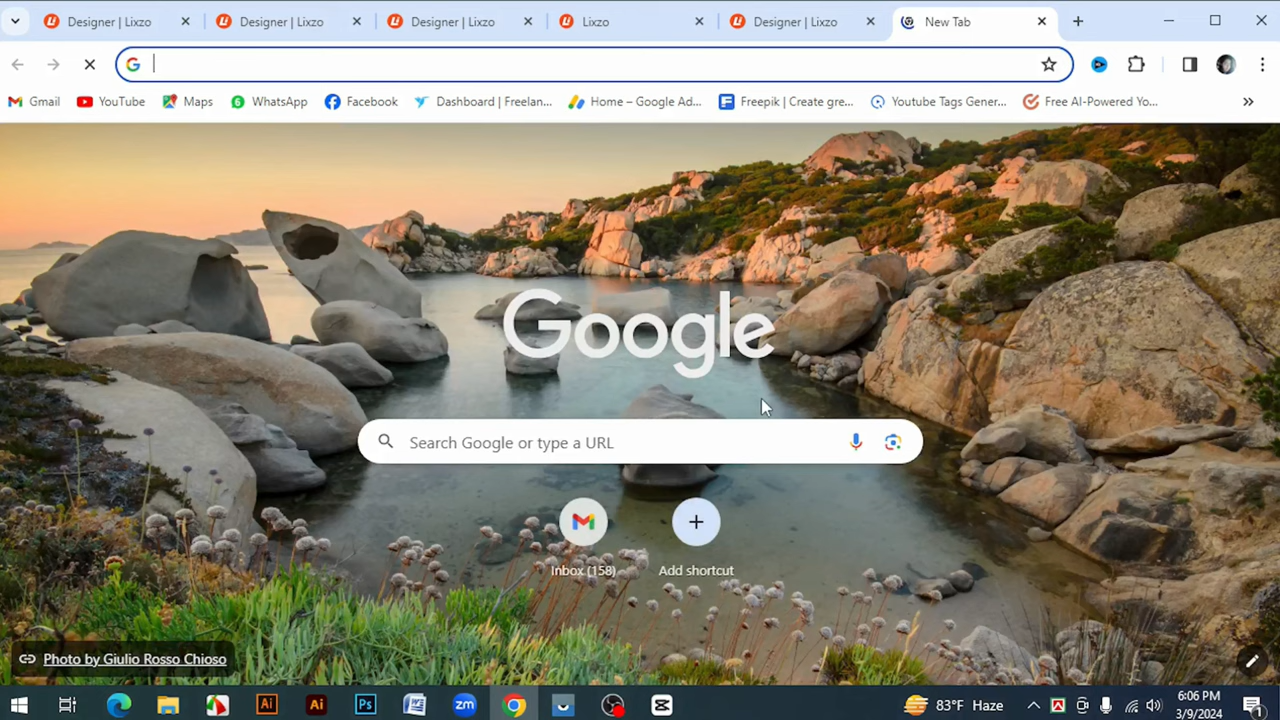 Designer | Lixzo
Designer | Lixzo
Designer | Lixzo
Lixzo
Designer | Lixzo
New Tab
Gmail
YouTube
Maps
WhatsApp
Facebook
Dashboard | Freelan...
Home – Google Ad...
Freepik | Create gre...
Youtube Tags Gener...
Free AI-Powered Yo...
Google
Search Google or type a URL
Inbox (158)
Add shortcut
Photo by Giulio Rosso Chioso
83°F Haze
6:06 PM
3/9/2024